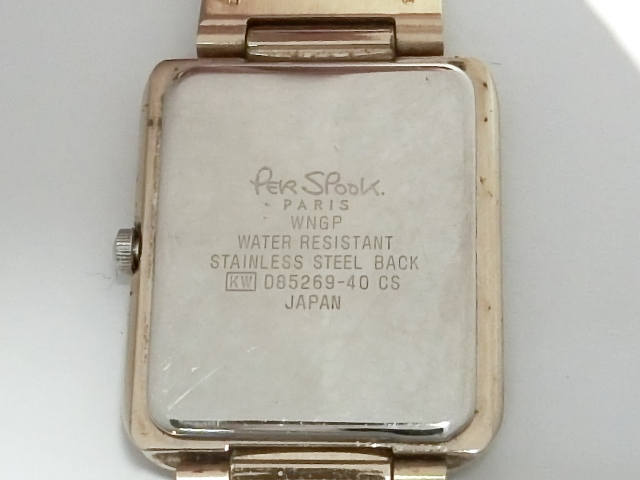 Per Spook.
PARIS
WNGP
WATER RESISTANT
STAINLESS STEEL BACK
KW D85269-40 CS
JAPAN